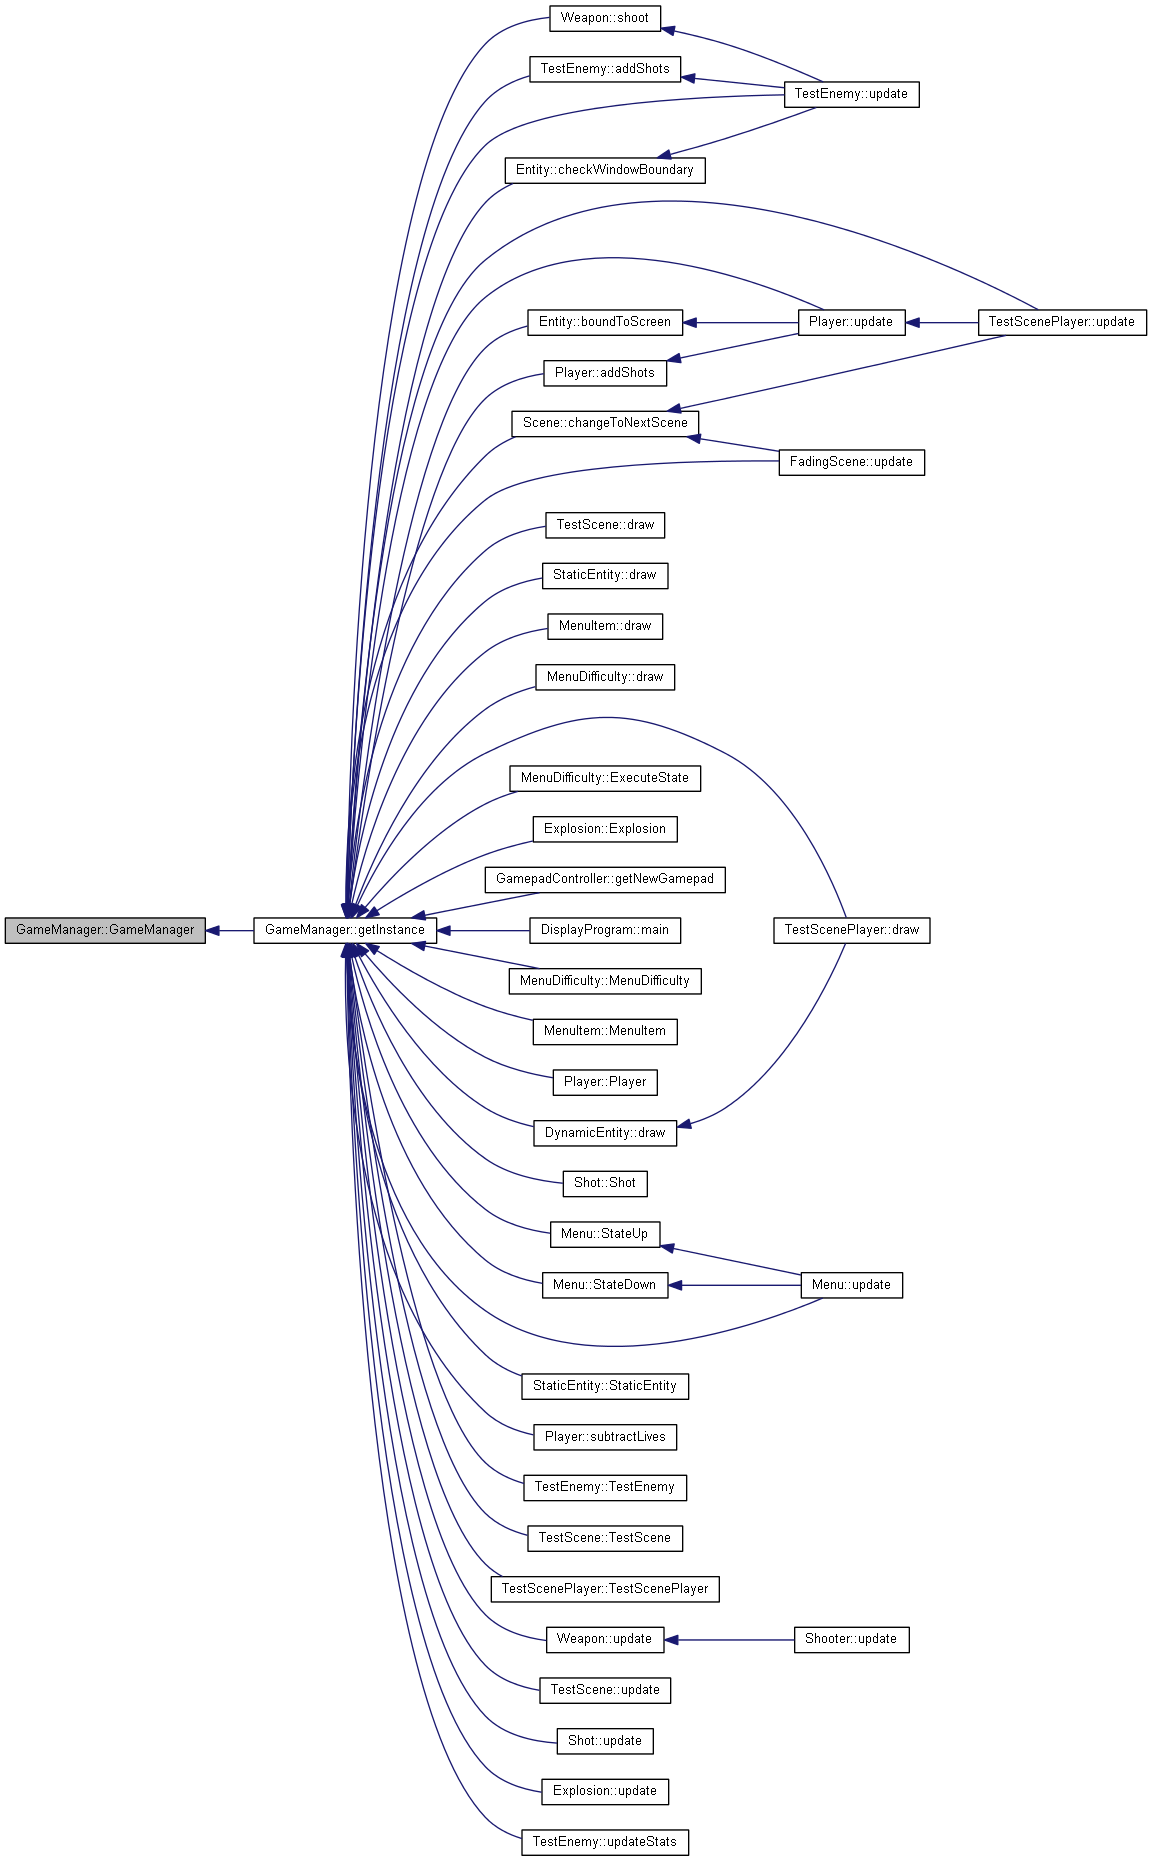 Weapon::shoot
TestEnemy::addShots
TestEnemy::update
Entity::checkWindowBoundary
Entity::boundToScreen
Player::update
TestScenePlayer::update
Player::addShots
Scene::changeToNextScene
FadingScene::update
TestScene::draw
StaticEntity::draw
MenuItem::draw
MenuDifficulty::draw
MenuDifficulty::ExecuteState
Explosion::Explosion
GamepadController::getNewGamepad
GameManager::GameManager
GameManager::getInstance
DisplayProgram::main
TestScenePlayer::draw
MenuDifficulty::MenuDifficulty
MenuItem::MenuItem
Player::Player
DynamicEntity::draw
Shot::Shot
Menu::StateUp
Menu::StateDown
Menu::update
StaticEntity::StaticEntity
Player::subtractLives
TestEnemy::TestEnemy
TestScene::TestScene
TestScenePlayer::TestScenePlayer
Weapon::update
Shooter::update
TestScene::update
Shot::update
Explosion::update
TestEnemy::updateStats